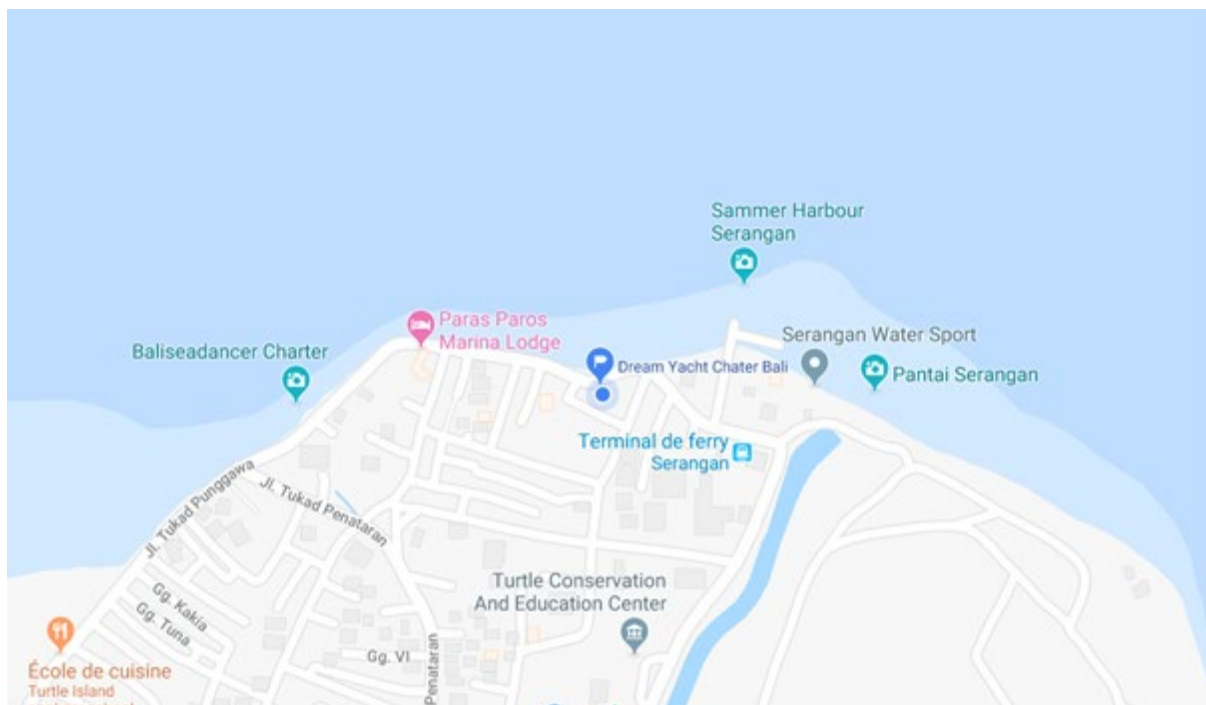 Sammer Harbour
Serangan
Paras Paros
Marina Lodge
Serangan Water Sport
Baliseadancer Charter
Dream Yacht Chater Bali
Pantai Serangan
Terminal de ferry
Serangan
Jl. Tukad Punggawa
Jl. Tukad Penataran
Turtle Conservation
And Education Center
Gg. Kakia
Gg. Tuna
Gg. VI
Penataran
École de cuisine
Turtle Island